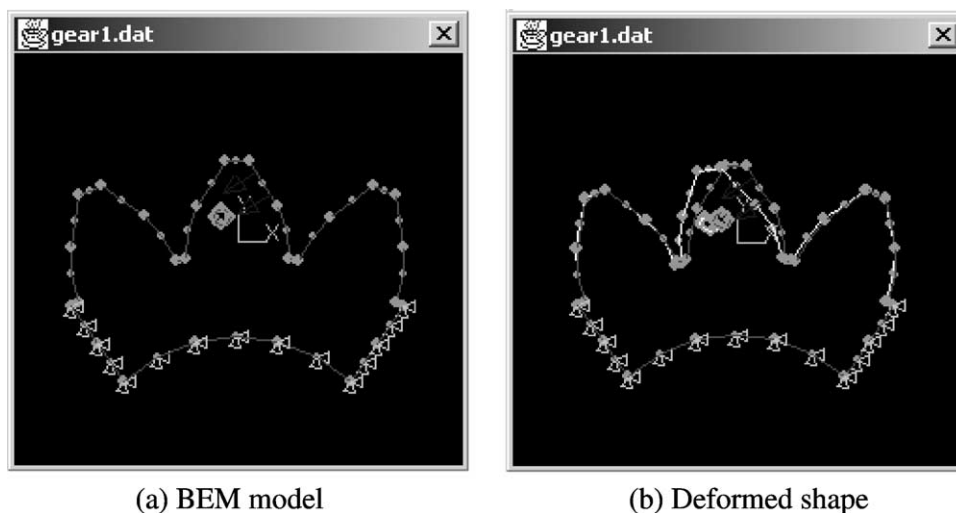 gear1.dat
gear1.dat
X
(a) BEM model
(b) Deformed shape